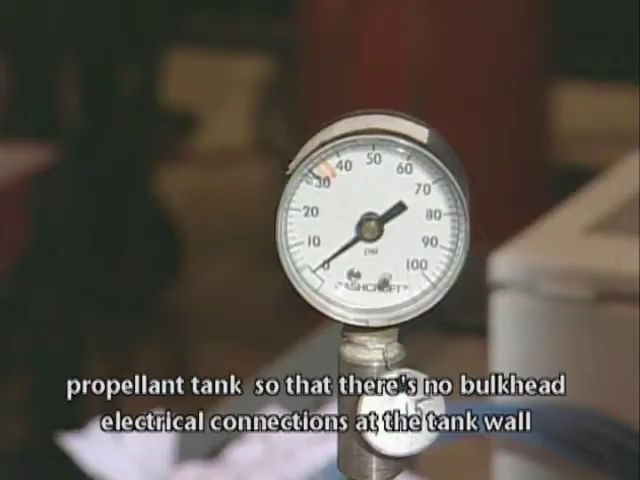 40 50 60
30 70
20 80
10 90
0 100
psi
ASHCROFT
propellant tank so that there's no bulkhead
electrical connections at the tank wall